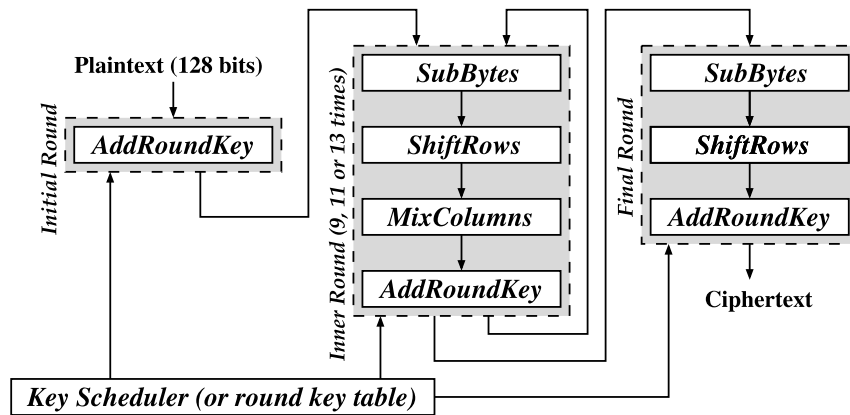 Plaintext (128 bits)
AddRoundKey
Initial Round
SubBytes
ShiftRows
MixColumns
AddRoundKey
Inner Round (9, 11 or 13 times)
SubBytes
ShiftRows
AddRoundKey
Final Round
Ciphertext
Key Scheduler (or round key table)